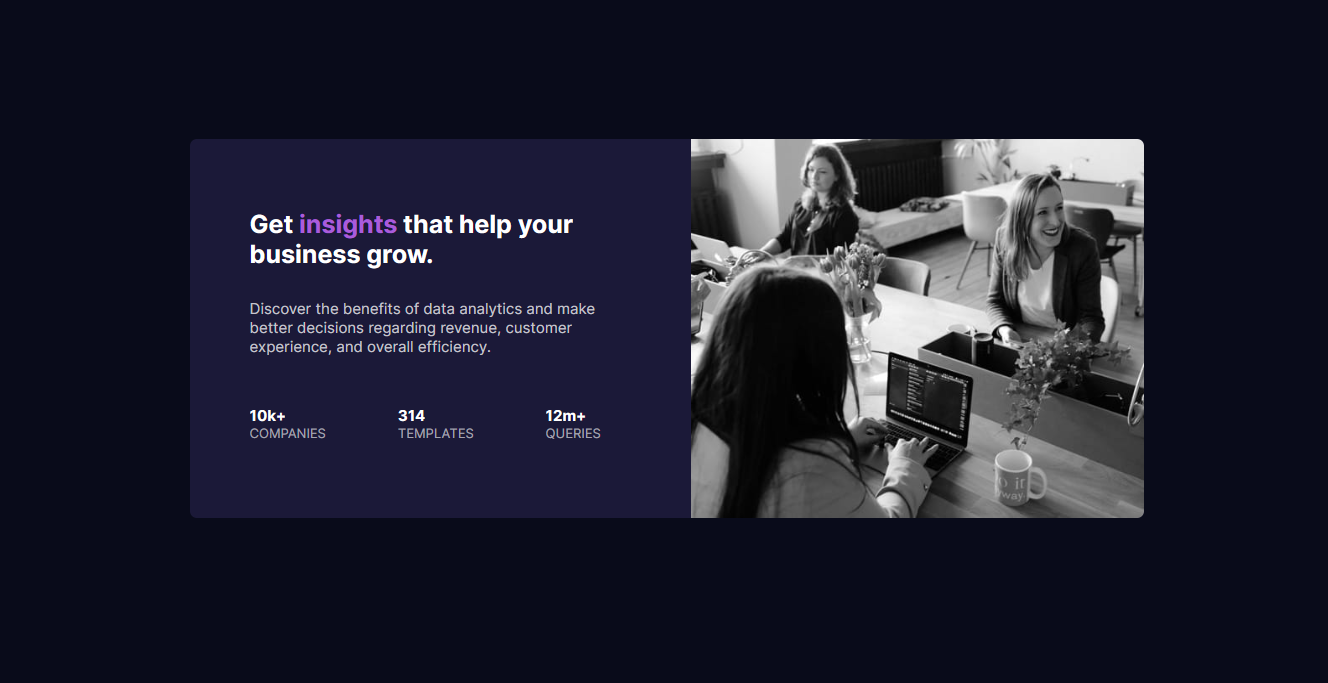 Get insights that help your
business grow.
Discover the benefits of data analytics and make
better decisions regarding revenue, customer
experience, and overall efficiency.
10k+ 314 12m+
COMPANIES TEMPLATES QUERIES